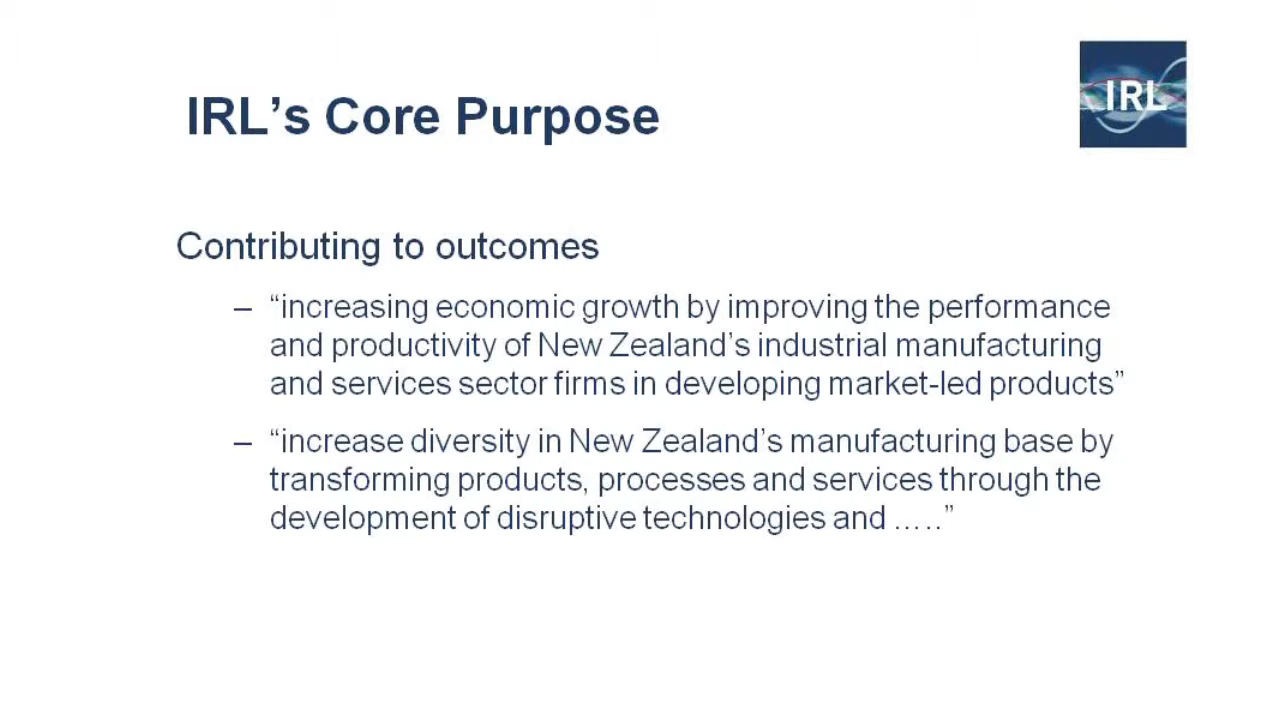 IRL
IRL’s Core Purpose
Contributing to outcomes
– “increasing economic growth by improving the performance
and productivity of New Zealand’s industrial manufacturing
and services sector firms in developing market-led products”
– “increase diversity in New Zealand’s manufacturing base by
transforming products, processes and services through the
development of disruptive technologies and …..”